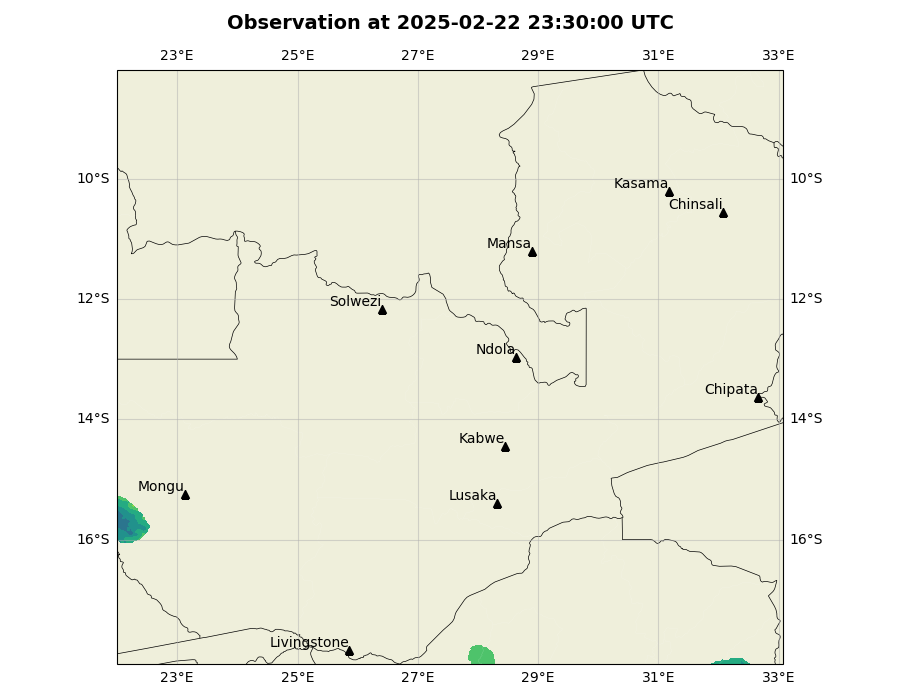 Observation at 2025-02-22 23:30:00 UTC
23°E 25°E 27°E 29°E 31°E 33°E
10°S 10°S
Kasama
Chinsali
Mansa
12°S 12°S
Solwezi
Ndola
Chipata
14°S 14°S
Kabwe
Mongu
Lusaka
16°S 16°S
Livingstone
23°E 25°E 27°E 29°E 31°E 33°E